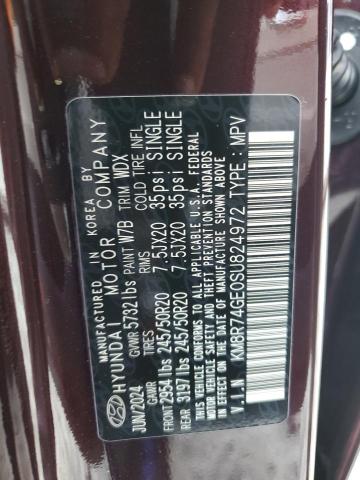 MANUFACTURED IN KOREA BY
HYUNDAI MOTOR COMPANY
JUN/2024 GVWR 5732 lbs PAINT W7B TRIM WDX
GAWR TIRES RIMS COLD TIRE INFL
FRONT 2954 lbs 245/50R20 7.5JX20 35psi SINGLE
REAR 3197 lbs 245/50R20 7.5JX20 35psi SINGLE
THIS VEHICLE CONFORMS TO ALL APPLICABLE U.S.A. FEDERAL
MOTOR VEHICLE SAFETY, BUMPER, AND THEFT PREVENTION
STANDARDS IN EFFECT ON THE DATE OF MANUFACTURE SHOWN ABOVE.
V.I.N : KM8R74GE0SU824972 TYPE : MPV